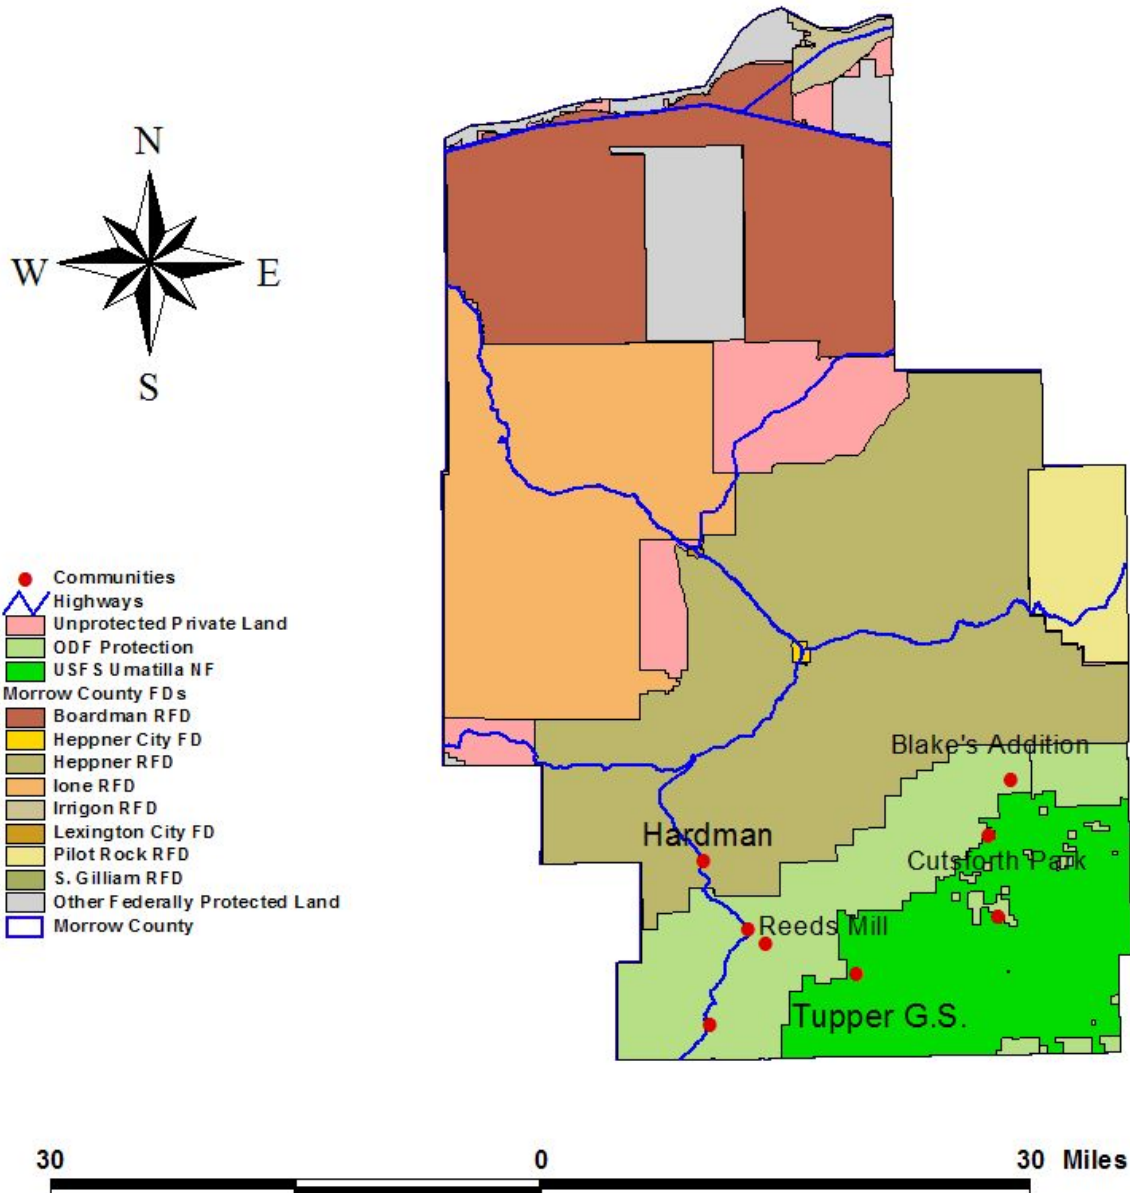 N
W
E
S
Communities
Highways
Unprotected Private Land
ODF Protection
USFS Umatilla NF
Morrow County FDs
Boardman RFD
Heppner City FD
Heppner RFD
Ione RFD
Irrigon RFD
Lexington City FD
Pilot Rock RFD
S. Gilliam RFD
Other Federally Protected Land
Morrow County
Blake's Addition
Hardman
Cutsforth Park
Reeds Mill
Tupper G.S.
30 0 30 Miles